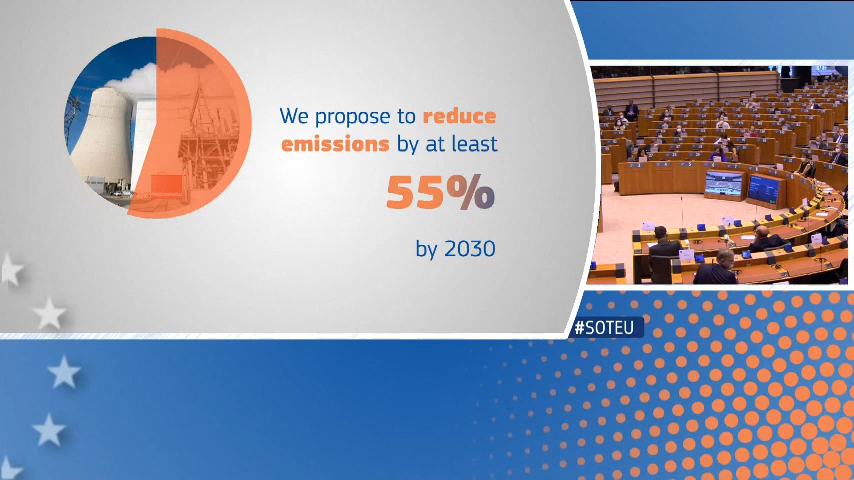 We propose to reduce
emissions by at least
55%
by 2030
#SOTEU